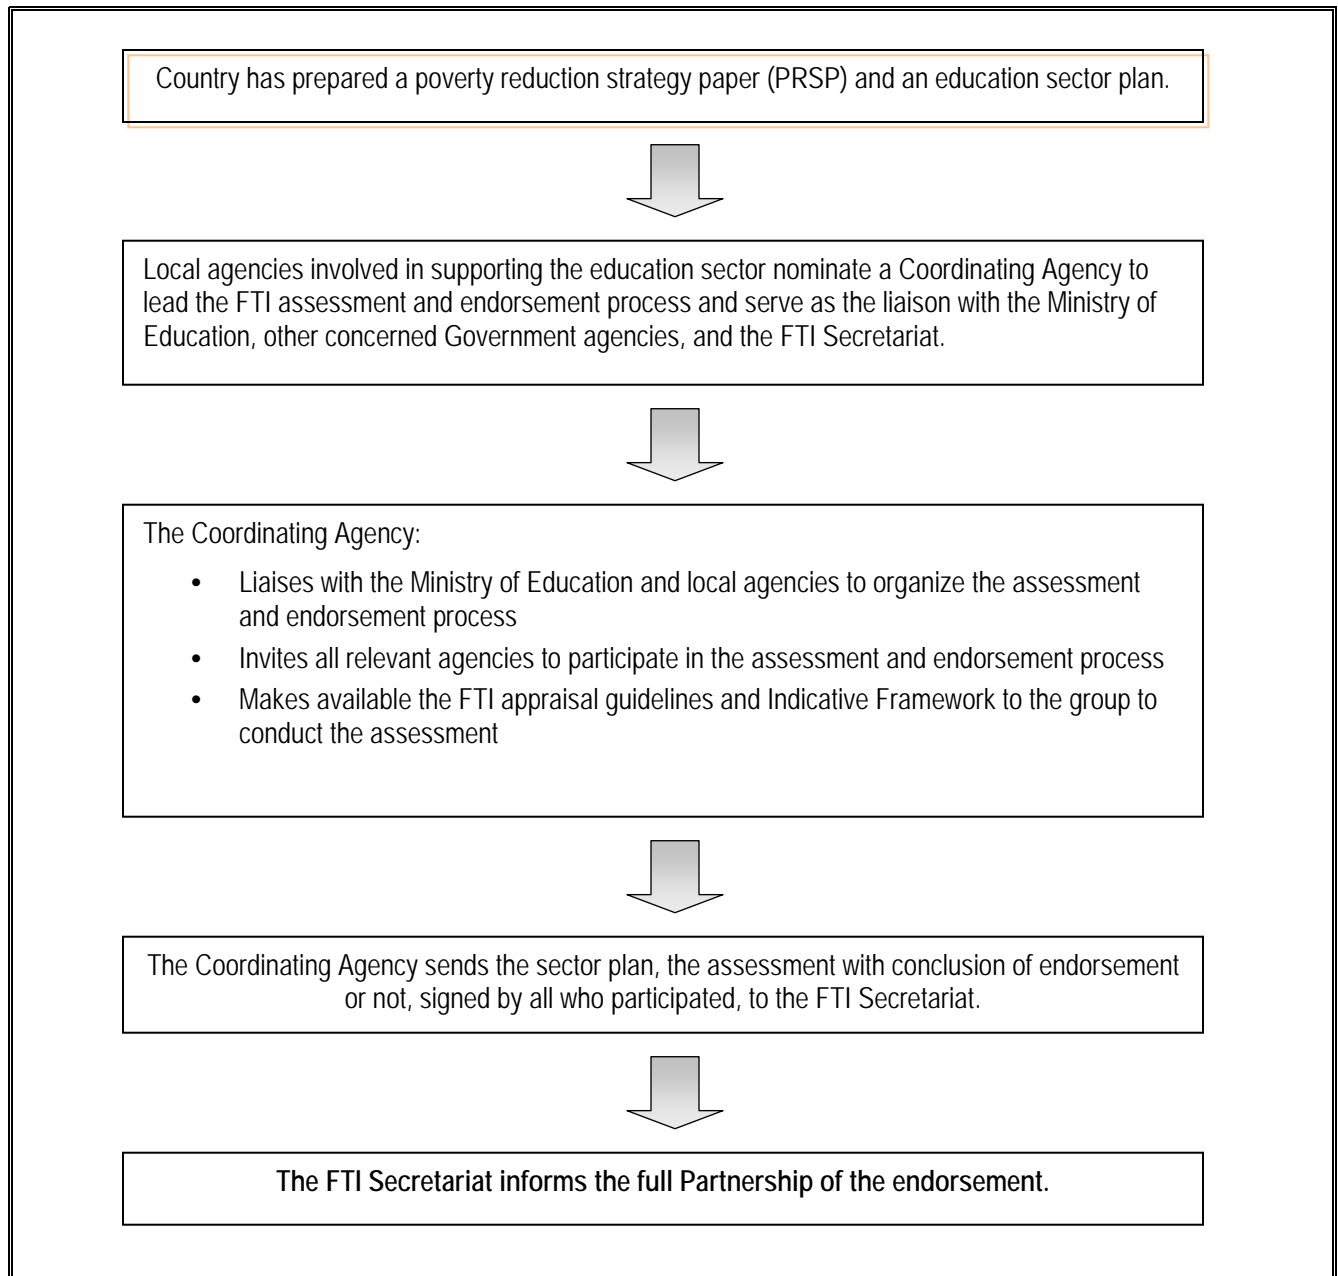 Country has prepared a poverty reduction strategy paper (PRSP) and an education sector plan.
Local agencies involved in supporting the education sector nominate a Coordinating Agency to
lead the FTI assessment and endorsement process and serve as the liaison with the Ministry of
Education, other concerned Government agencies, and the FTI Secretariat.
The Coordinating Agency:
• Liaises with the Ministry of Education and local agencies to organize the assessment
and endorsement process
• Invites all relevant agencies to participate in the assessment and endorsement process
• Makes available the FTI appraisal guidelines and Indicative Framework to the group to
conduct the assessment
The Coordinating Agency sends the sector plan, the assessment with conclusion of endorsement
or not, signed by all who participated, to the FTI Secretariat.
The FTI Secretariat informs the full Partnership of the endorsement.